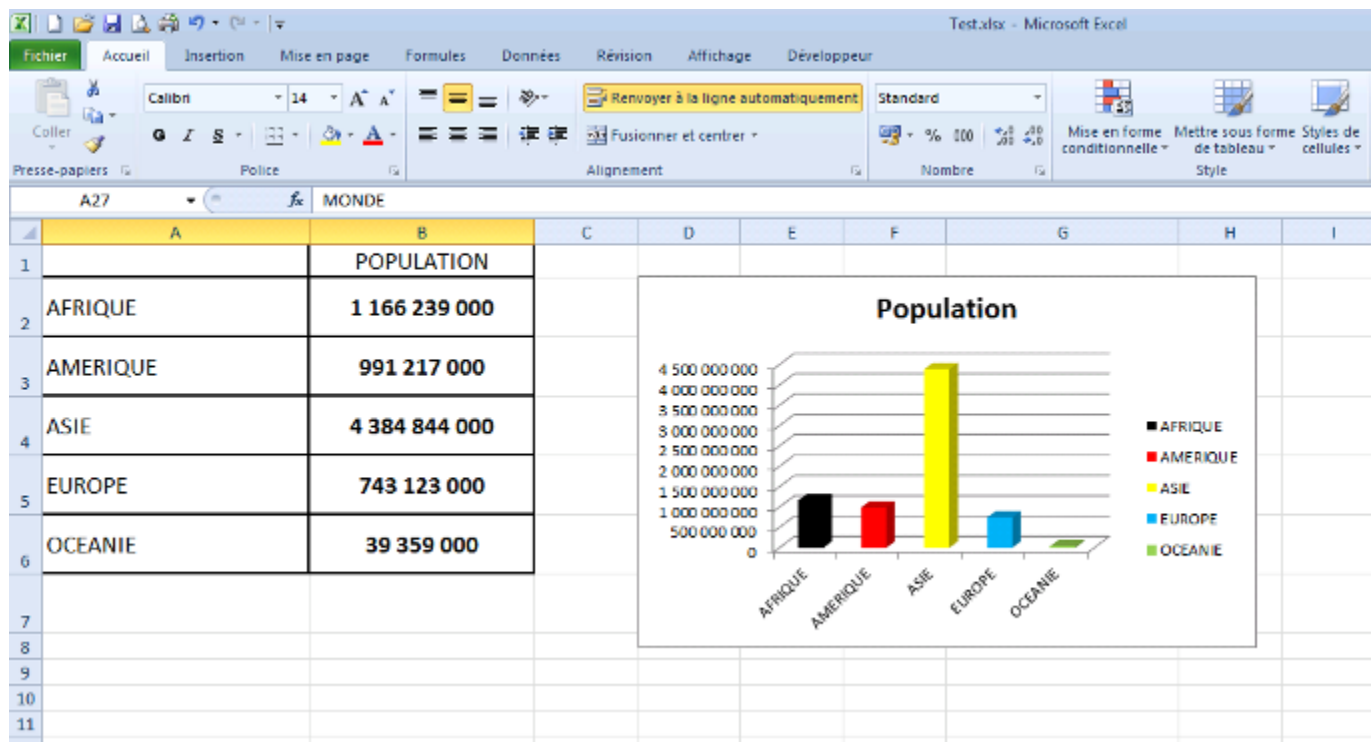 Test.xlsx - Microsoft Excel
Fichier Accueil Insertion Mise en page Formules Données Révision Affichage Développeur
Calibri 14 A A Renvoyer à la ligne automatiquement Standard
Coller G I S A Fusionner et centrer % 000 Mise en forme conditionnelle Mettre sous forme de tableau Styles de cellules
Presse-papiers Police Alignement Nombre Style
A27 fx MONDE
A B C D E F G H I
1 POPULATION
2 AFRIQUE 1 166 239 000
3 AMERIQUE 991 217 000
4 ASIE 4 384 844 000
5 EUROPE 743 123 000
6 OCEANIE 39 359 000
7
8
9
10
11
Population
4 500 000 000
4 000 000 000
3 500 000 000
3 000 000 000
2 500 000 000
2 000 000 000
1 500 000 000
1 000 000 000
500 000 000
0
AFRIQUE AMERIQUE ASIE EUROPE OCEANIE
AFRIQUE
AMERIQUE
ASIE
EUROPE
OCEANIE